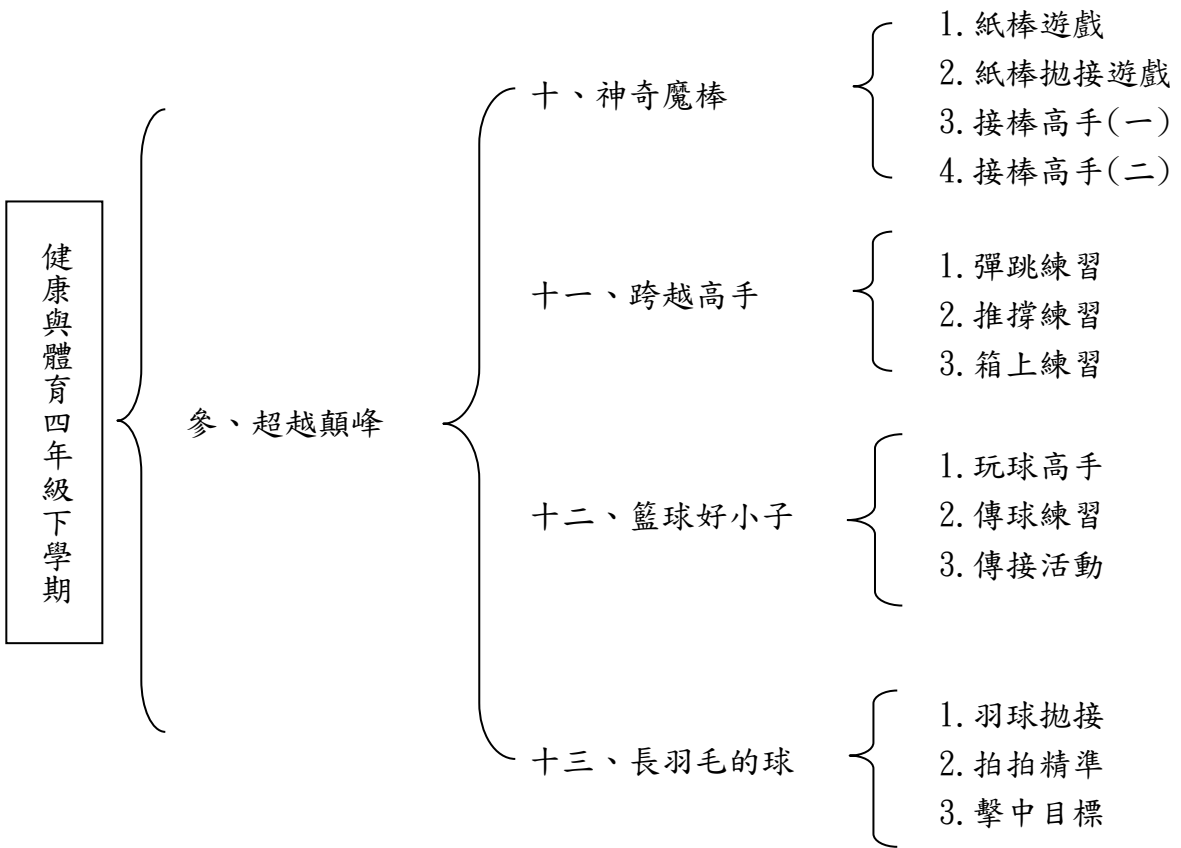 健康與體育四年級下學期
參、超越顛峰
十、神奇魔棒
1.紙棒遊戲
2.紙棒拋接遊戲
3.接棒高手(一)
4.接棒高手(二)
十一、跨越高手
1.彈跳練習
2.推撐練習
3.箱上練習
十二、籃球好小子
1.玩球高手
2.傳球練習
3.傳接活動
十三、長羽毛的球
1.羽球拋接
2.拍拍精準
3.擊中目標